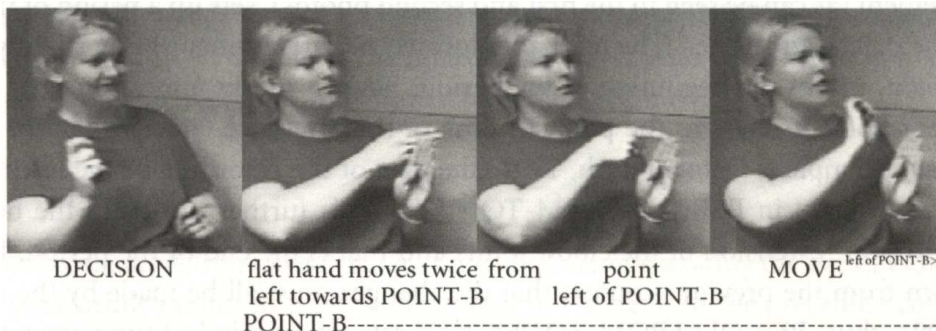 DECISION flat hand moves twice from point MOVE left of POINT-B>
left towards POINT-B left of POINT-B
POINT-B--------------------------------------------